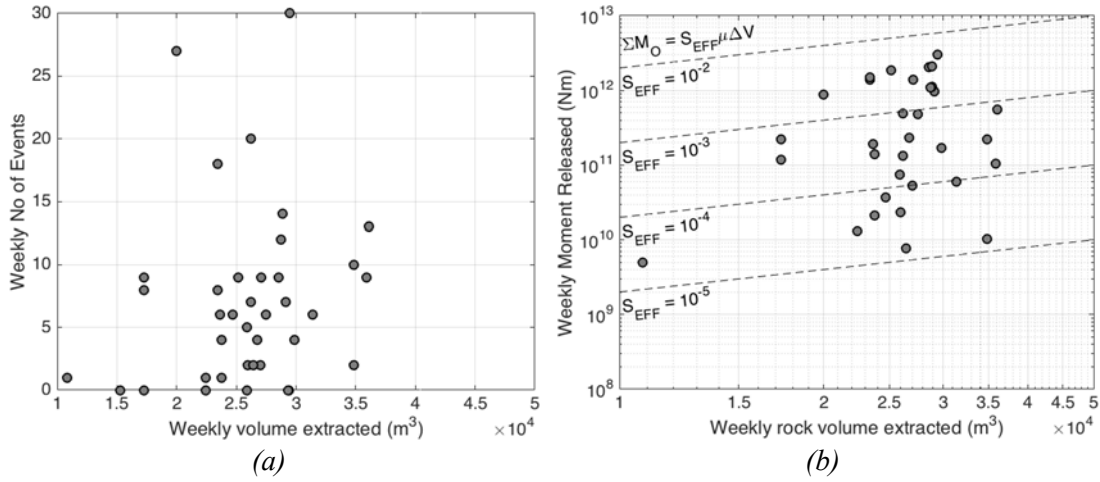 (a)
30
25
20
15
10
5
0
Weekly No of Events
1 1.5 2 2.5 3 3.5 4 4.5 5
×10⁴
Weekly volume extracted (m³)
(a)
(b)
10¹³
10¹²
10¹¹
10¹⁰
10⁹
10⁸
Weekly Moment Released (Nm)
ΣM_O = S_EFF μΔV
S_EFF = 10⁻²
S_EFF = 10⁻³
S_EFF = 10⁻⁴
S_EFF = 10⁻⁵
1 1.5 2 2.5 3 3.5 4 4.5 5
×10⁴
Weekly rock volume extracted (m³)
(b)